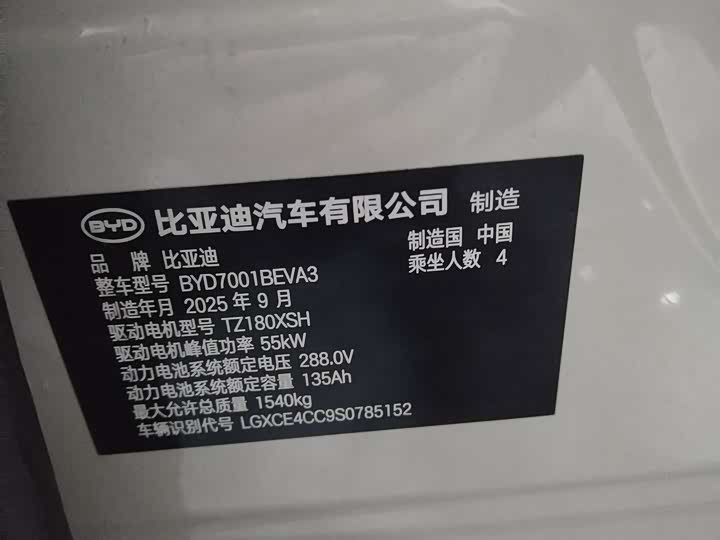 BYD 比亚迪汽车有限公司 制造
品 牌 比亚迪 制造国 中国
整车型号 BYD7001BEVA3 乘坐人数 4
制造年月 2025 年 9 月
驱动电机型号 TZ180XSH
驱动电机峰值功率 55kW
动力电池系统额定电压 288.0V
动力电池系统额定容量 135Ah
最大允许总质量 1540kg
车辆识别代号 LGXCE4CC9S0785152